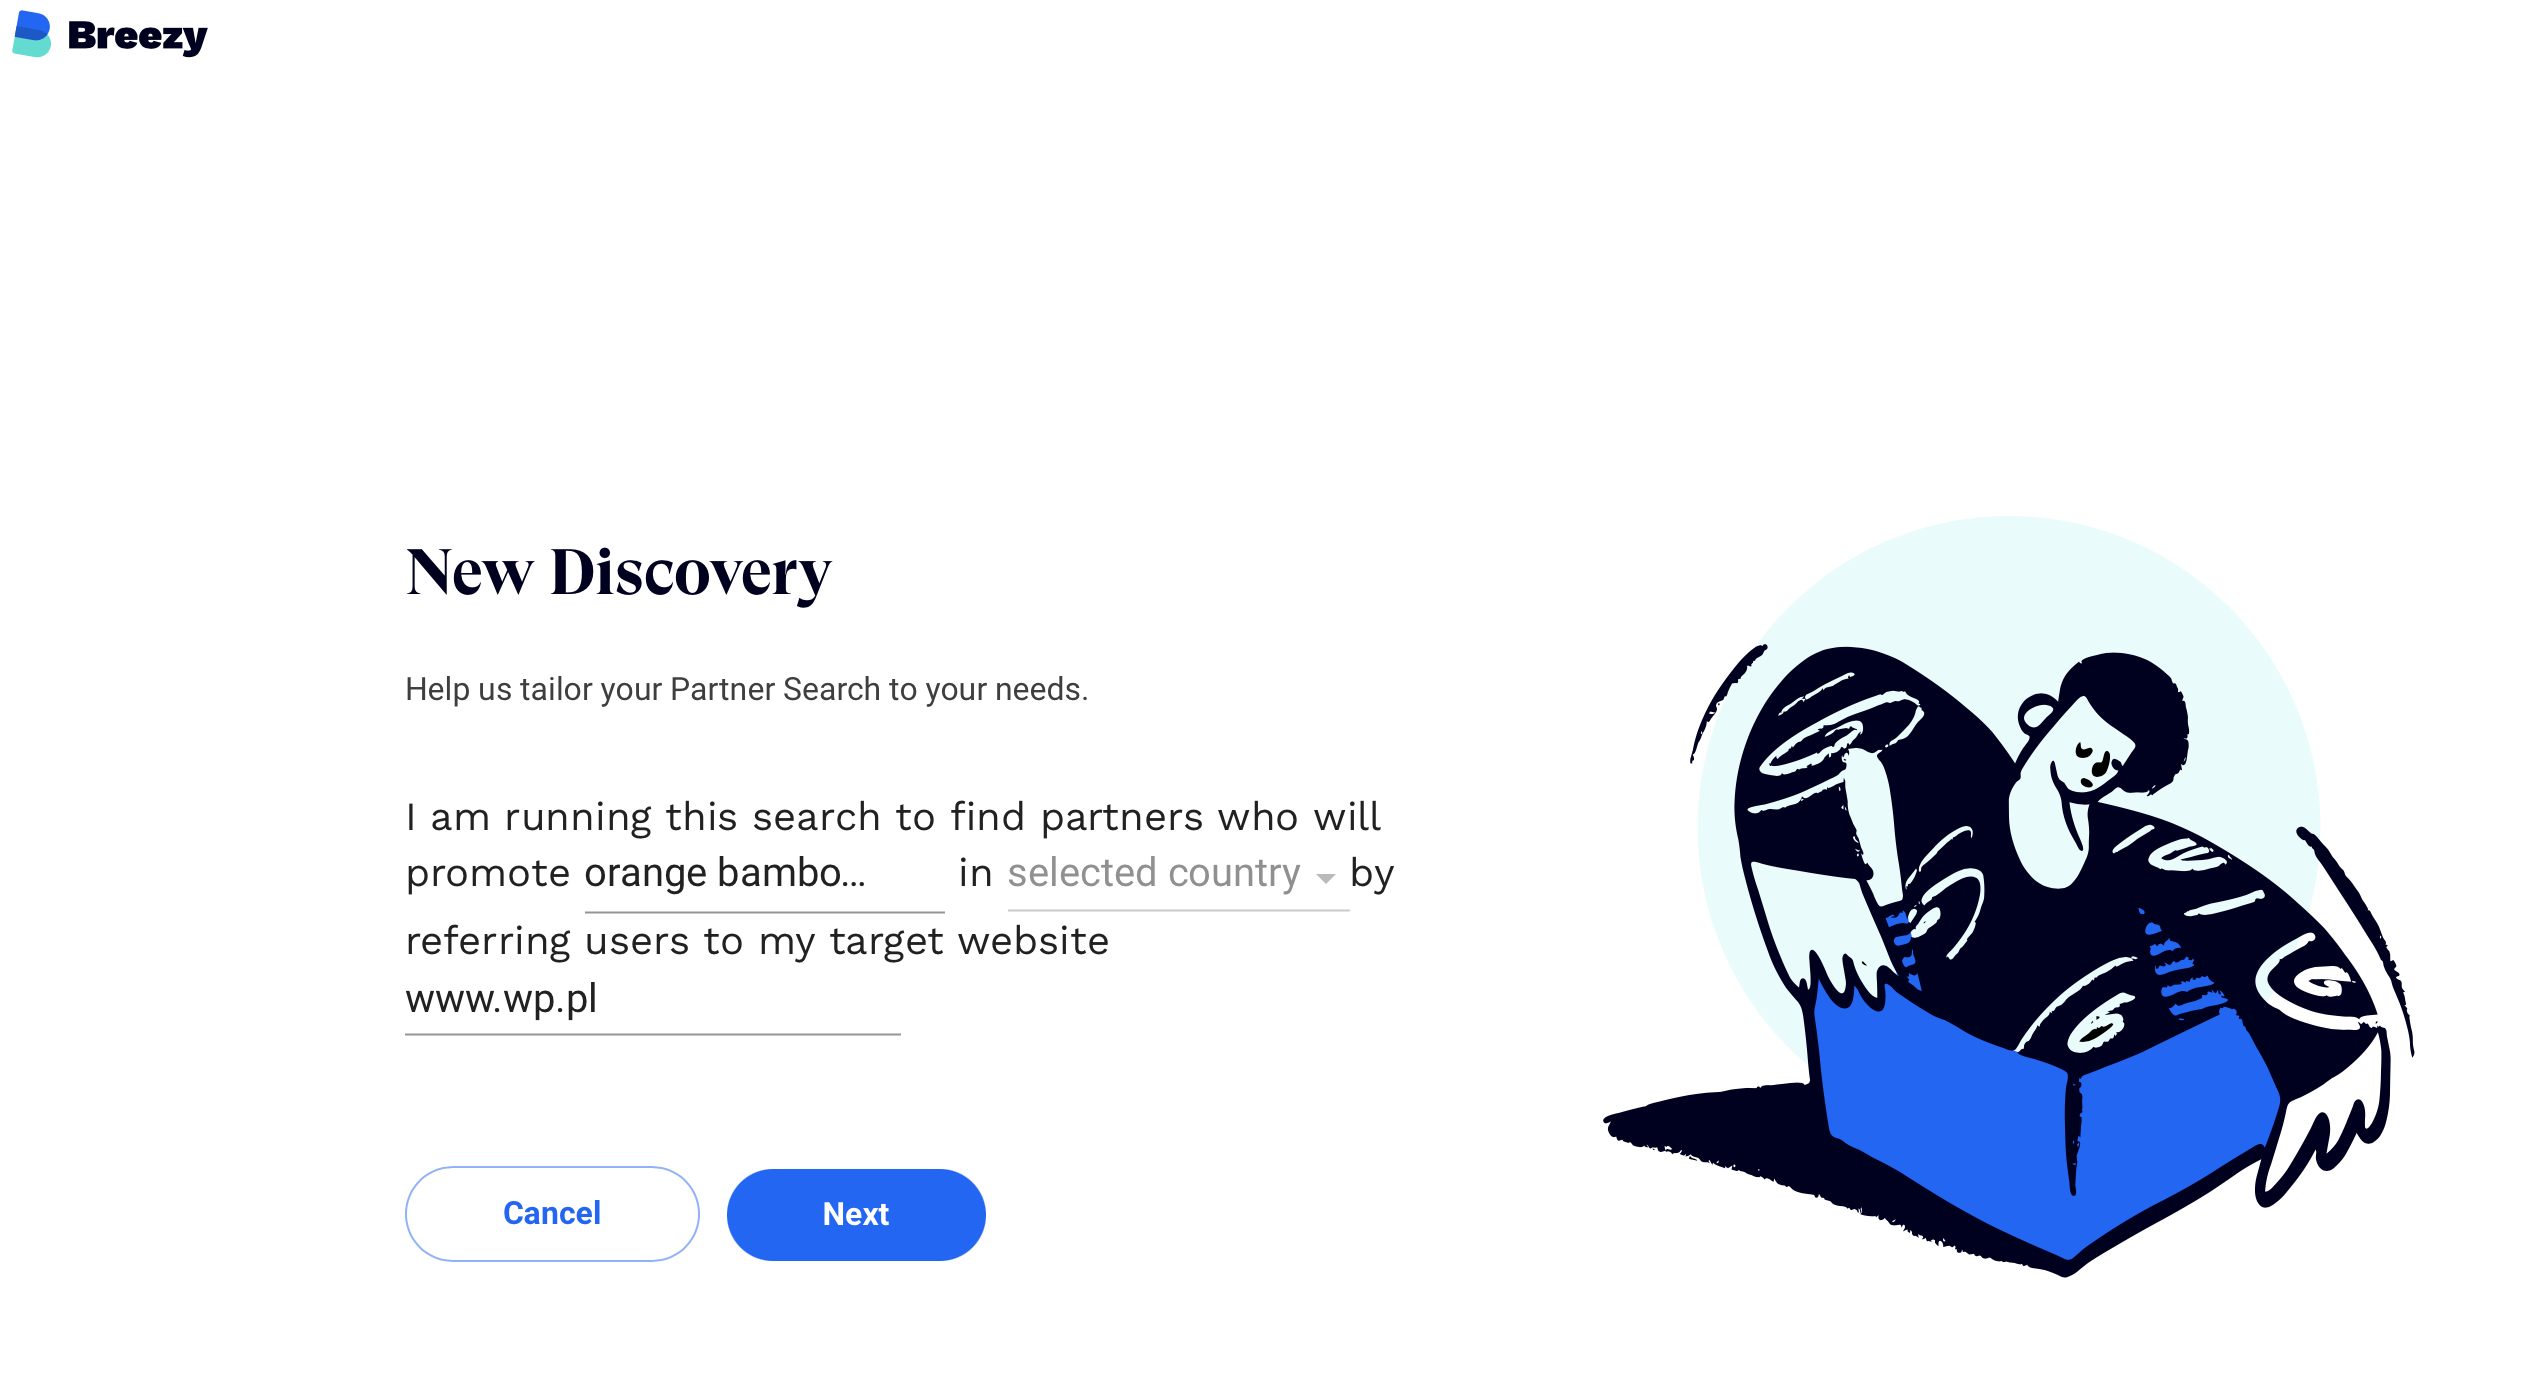 Breezy
New Discovery
Help us tailor your Partner Search to your needs.
I am running this search to find partners who will
promote orange bambo... in selected country by
referring users to my target website
www.wp.pl
Cancel
Next